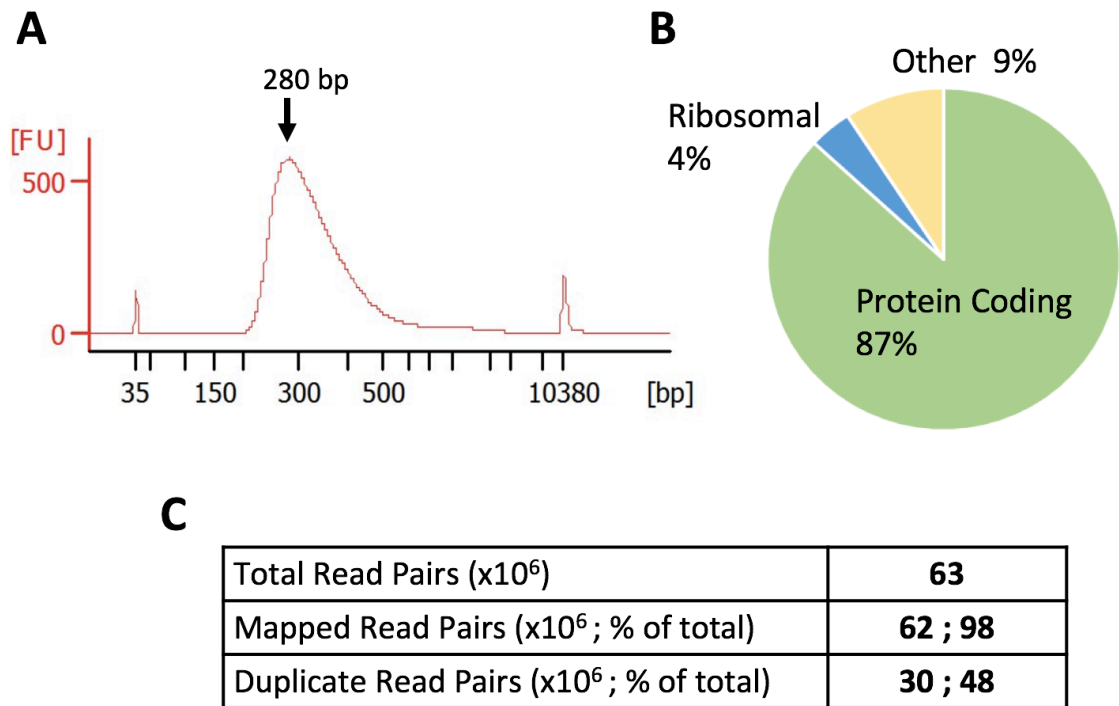 A
280 bp
[FU]
500
0
35 150 300 500 10380 [bp]
B
Other 9%
Ribosomal
4%
Protein Coding
87%
C
Total Read Pairs (x10⁶) 63
Mapped Read Pairs (x10⁶ ; % of total) 62 ; 98
Duplicate Read Pairs (x10⁶ ; % of total) 30 ; 48